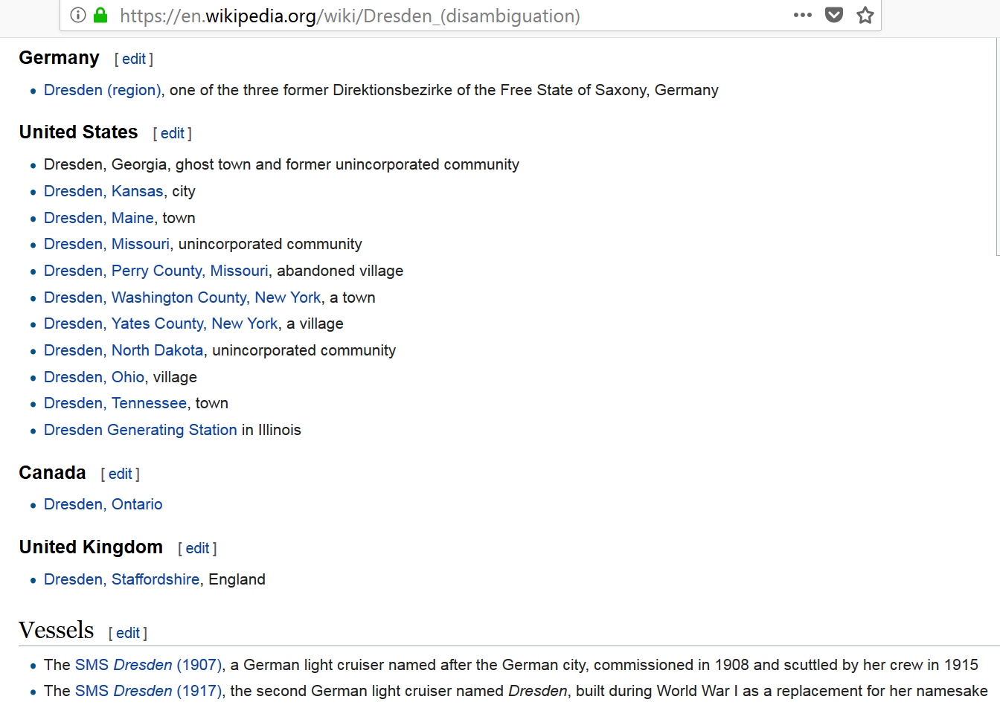 https://en.wikipedia.org/wiki/Dresden_(disambiguation)
Germany [ edit ]
Dresden (region), one of the three former Direktionsbezirke of the Free State of Saxony, Germany
United States [ edit ]
Dresden, Georgia, ghost town and former unincorporated community
Dresden, Kansas, city
Dresden, Maine, town
Dresden, Missouri, unincorporated community
Dresden, Perry County, Missouri, abandoned village
Dresden, Washington County, New York, a town
Dresden, Yates County, New York, a village
Dresden, North Dakota, unincorporated community
Dresden, Ohio, village
Dresden, Tennessee, town
Dresden Generating Station in Illinois
Canada [ edit ]
Dresden, Ontario
United Kingdom [ edit ]
Dresden, Staffordshire, England
Vessels [ edit ]
The SMS Dresden (1907), a German light cruiser named after the German city, commissioned in 1908 and scuttled by her crew in 1915
The SMS Dresden (1917), the second German light cruiser named Dresden, built during World War I as a replacement for her namesake